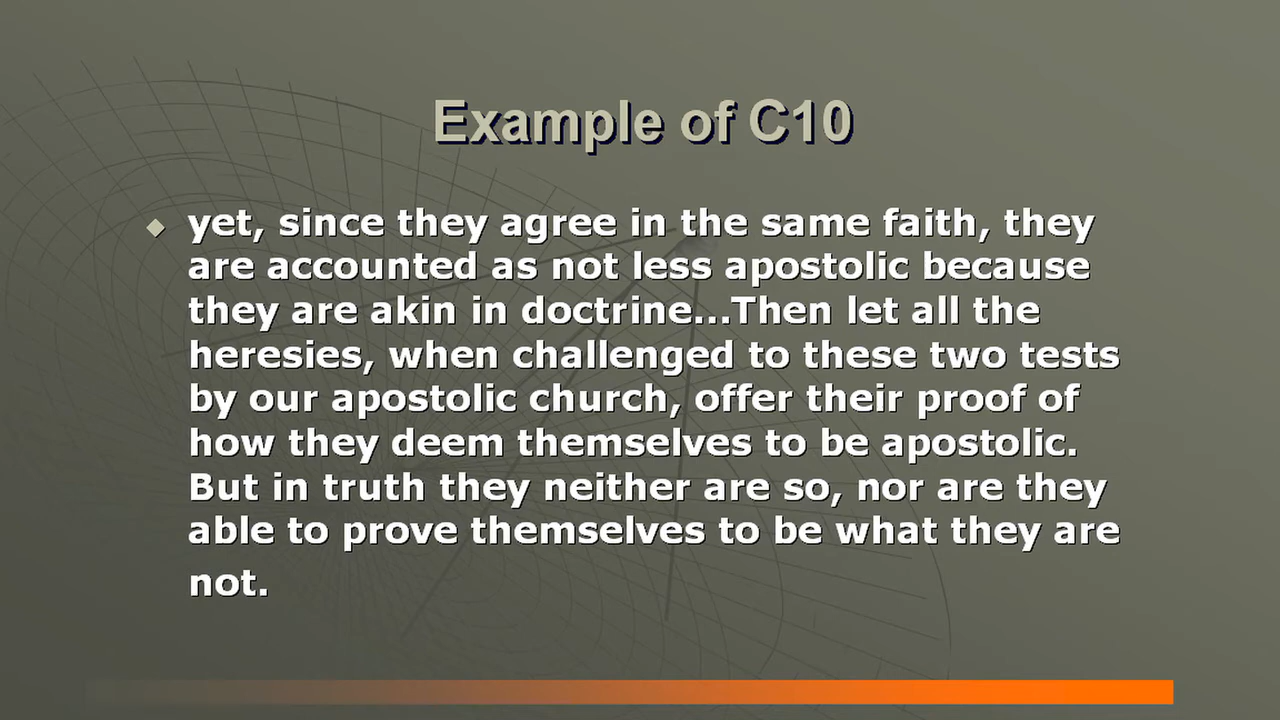 Example of C10
yet, since they agree in the same faith, they
are accounted as not less apostolic because
they are akin in doctrine...Then let all the
heresies, when challenged to these two tests
by our apostolic church, offer their proof of
how they deem themselves to be apostolic.
But in truth they neither are so, nor are they
able to prove themselves to be what they are
not.